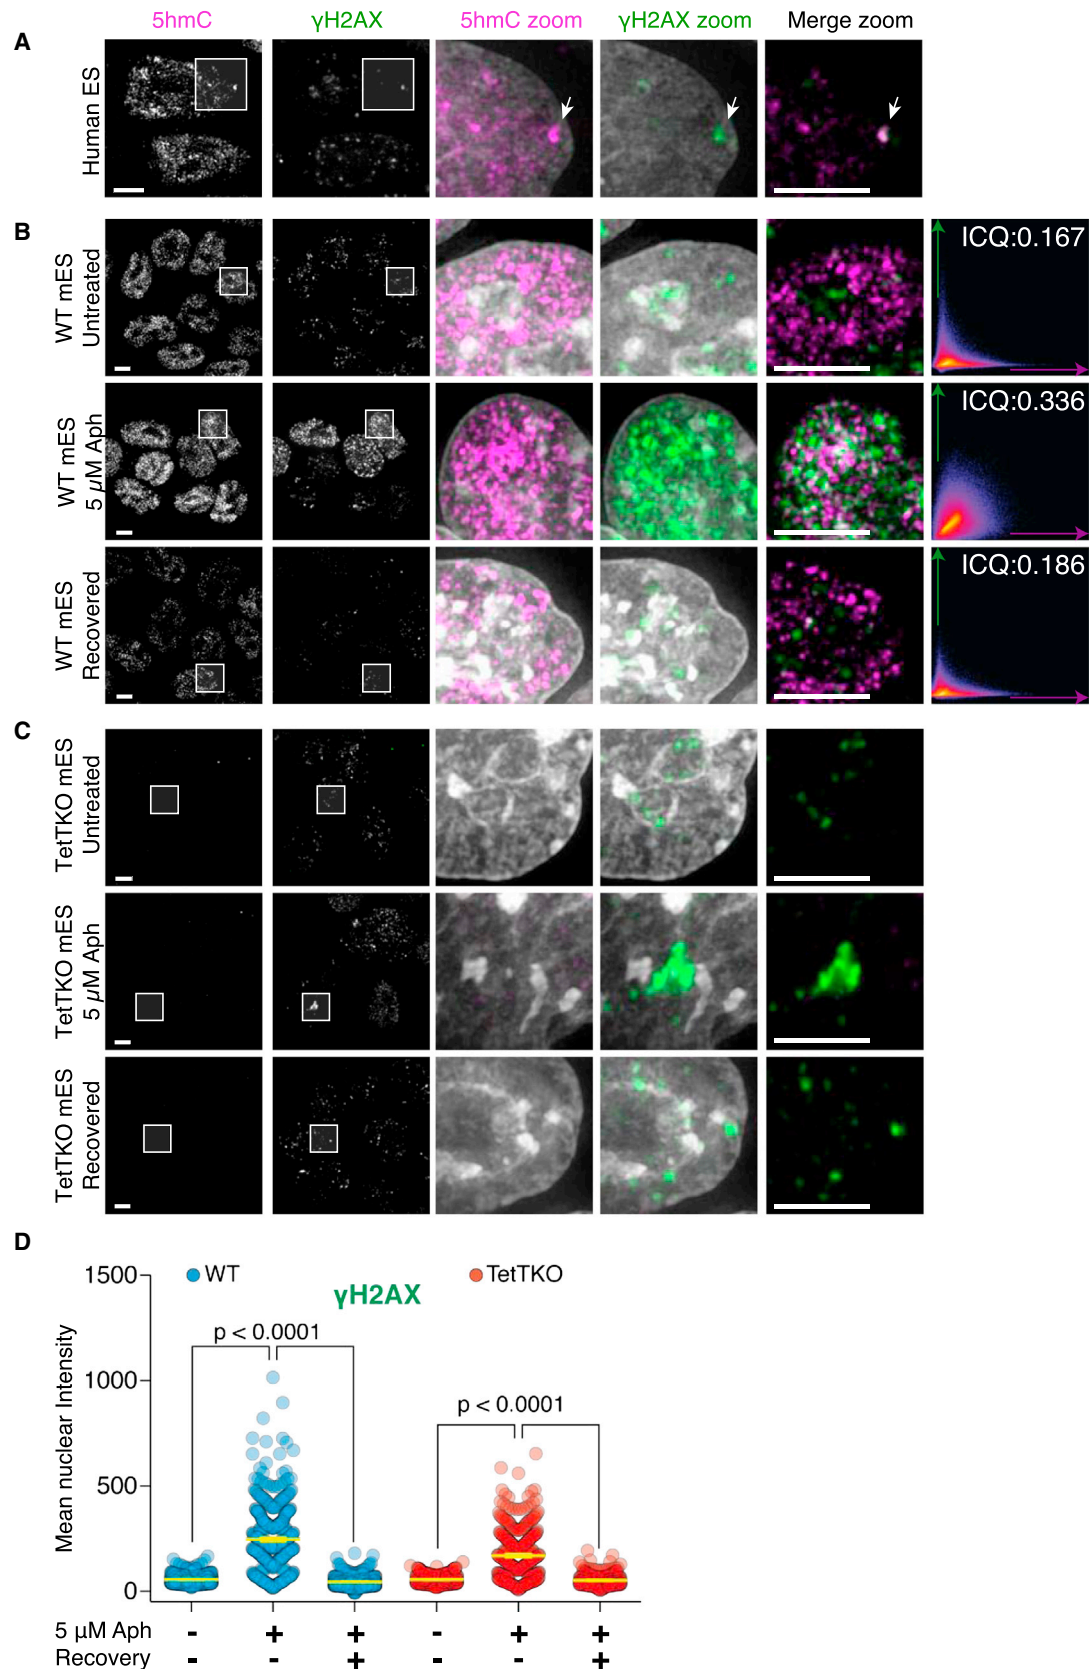 5hmC γH2AX 5hmC zoom γH2AX zoom Merge zoom
A
Human ES
B
WT mES
Untreated
ICQ:0.167
WT mES
5 µM Aph
ICQ:0.336
WT mES
Recovered
ICQ:0.186
C
TetTKO mES
Untreated
TetTKO mES
5 µM Aph
TetTKO mES
Recovered
D
WT TetTKO
γH2AX
Mean nuclear Intensity
1500
1000
500
0
p < 0.0001
p < 0.0001
5 µM Aph - + + - + +
Recovery - - + - - +